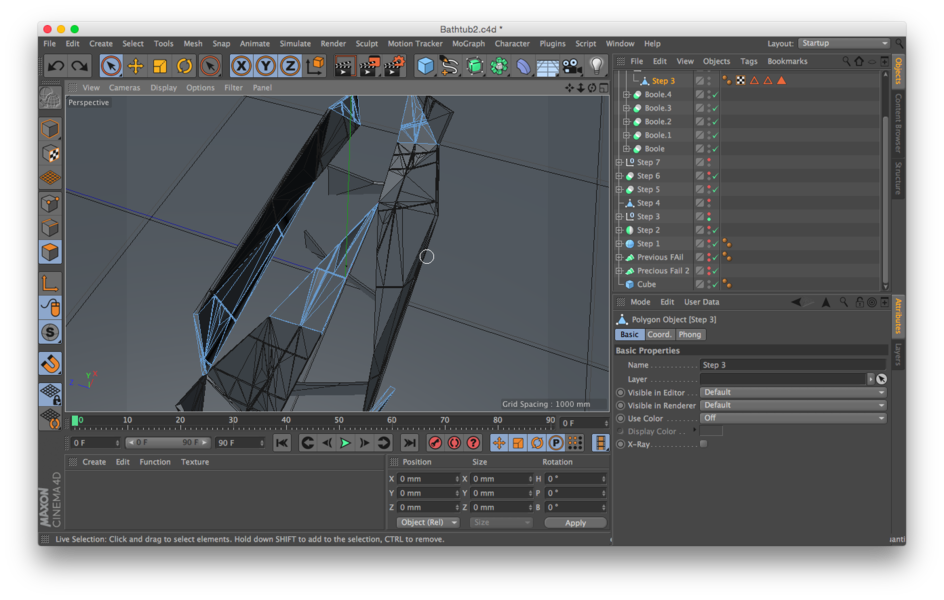 Bathtub2.c4d *
File Edit Create Select Tools Mesh Snap Animate Simulate Render Sculpt Motion Tracker MoGraph Character Plugins Script Window Help Layout: Startup
X Y Z
File Edit View Objects Tags Bookmarks
View Cameras Display Options Filter Panel
Perspective
Step 3
Boole.4
Boole.3
Boole.2
Boole.1
Boole
Step 7
Step 6
Step 5
Step 4
Step 3
Step 2
Step 1
Previous FAil
Precious Fail 2
Cube
Objects
Content Browser
Structure
Mode Edit User Data
Polygon Object [Step 3]
Basic Coord. Phong
Basic Properties
Name Step 3
Layer
Visible in Editor Default
Visible in Renderer Default
Use Color Off
Display Color
X-Ray
Attributes
Layers
S
Y X Z
Grid Spacing : 1000 mm
0 10 20 30 40 50 60 70 80 90 0 F
0 F 0 F 90 F 90 F
P
Create Edit Function Texture
Position Size Rotation
X 0 mm X 0 mm H 0 °
Y 0 mm Y 0 mm P 0 °
Z 0 mm Z 0 mm B 0 °
Object (Rel) Size Apply
MAXON
CINEMA 4D
Live Selection: Click and drag to select elements. Hold down SHIFT to add to the selection, CTRL to remove.